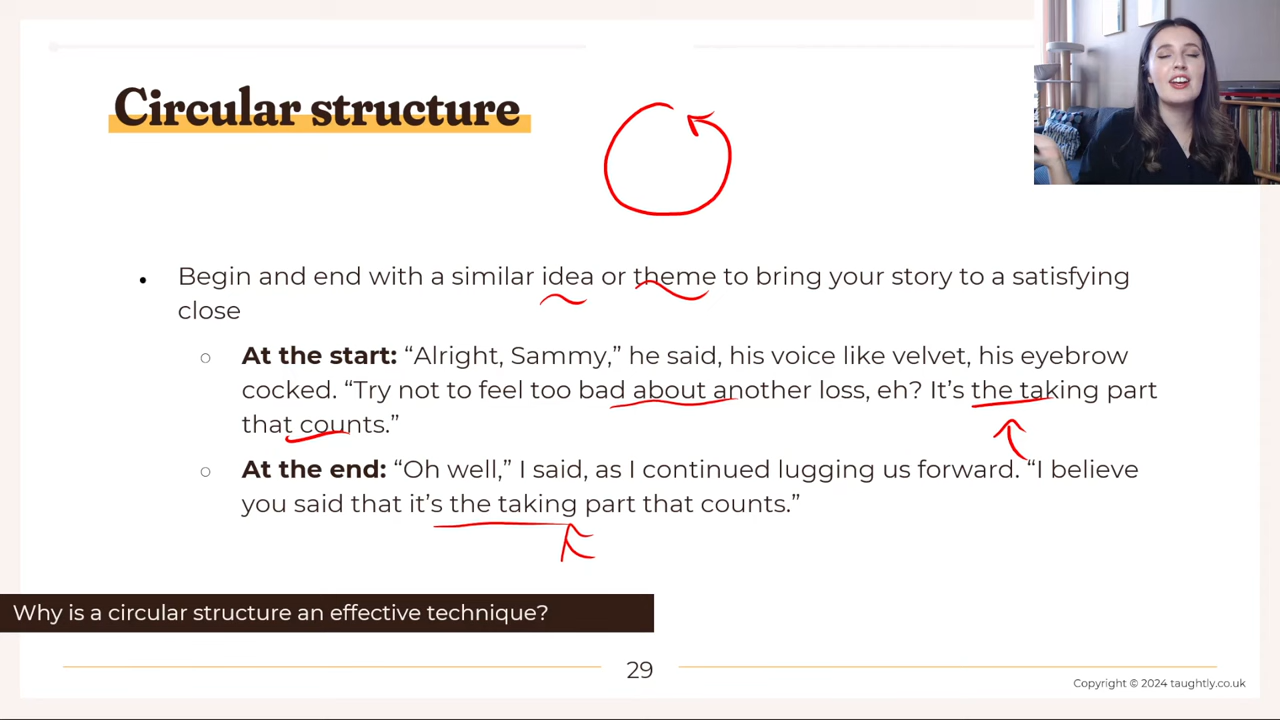 Circular structure
• Begin and end with a similar idea or theme to bring your story to a satisfying
close
○ At the start: “Alright, Sammy,” he said, his voice like velvet, his eyebrow
cocked. “Try not to feel too bad about another loss, eh? It’s the taking part
that counts.”
○ At the end: “Oh well,” I said, as I continued lugging us forward. “I believe
you said that it’s the taking part that counts.”
Why is a circular structure an effective technique?
29
Copyright © 2024 taughtly.co.uk